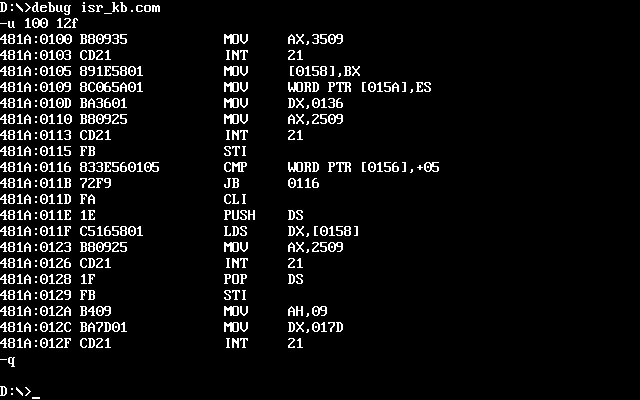 D:\>debug isr_kb.com
-u 100 12f
481A:0100 B80935 MOV AX,3509
481A:0103 CD21 INT 21
481A:0105 891E5801 MOV [0158],BX
481A:0109 8C065A01 MOV WORD PTR [015A],ES
481A:010D BA3601 MOV DX,0136
481A:0110 B80925 MOV AX,2509
481A:0113 CD21 INT 21
481A:0115 FB STI
481A:0116 833E560105 CMP WORD PTR [0156],+05
481A:011B 72F9 JB 0116
481A:011D FA CLI
481A:011E 1E PUSH DS
481A:011F C5165801 LDS DX,[0158]
481A:0123 B80925 MOV AX,2509
481A:0126 CD21 INT 21
481A:0128 1F POP DS
481A:0129 FB STI
481A:012A B409 MOV AH,09
481A:012C BA7D01 MOV DX,017D
481A:012F CD21 INT 21
-q
D:\>_